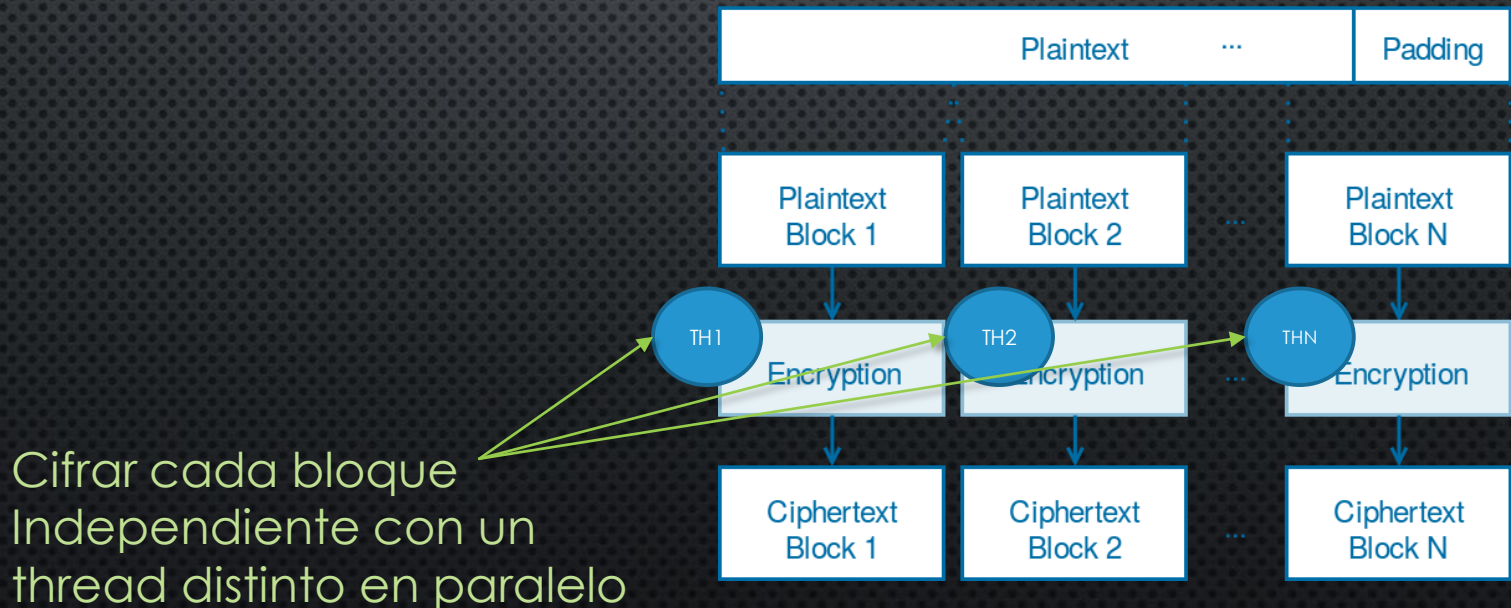 Plaintext ... Padding
Plaintext
Block 1
Plaintext
Block 2
...
Plaintext
Block N
TH1
TH2
THN
Encryption
Encryption
...
Encryption
Cifrar cada bloque
Independiente con un
thread distinto en paralelo
Ciphertext
Block 1
Ciphertext
Block 2
...
Ciphertext
Block N